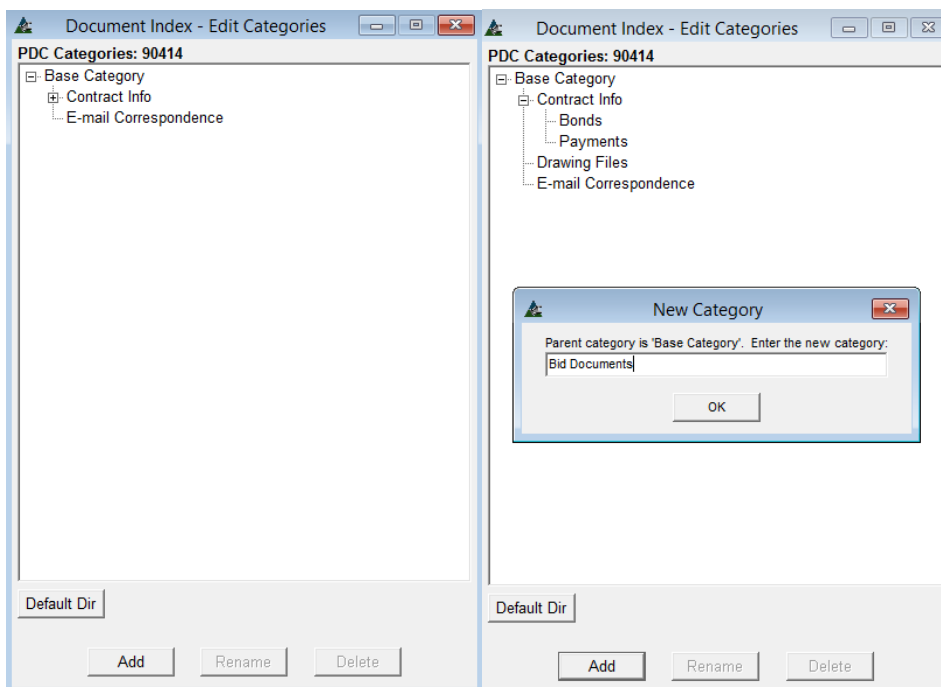 Document Index - Edit Categories
PDC Categories: 90414
Base Category
Contract Info
E-mail Correspondence
Default Dir
Add Rename Delete
Document Index - Edit Categories
PDC Categories: 90414
Base Category
Contract Info
Bonds
Payments
Drawing Files
E-mail Correspondence
New Category
Parent category is 'Base Category'. Enter the new category:
Bid Documents
OK
Default Dir
Add Rename Delete